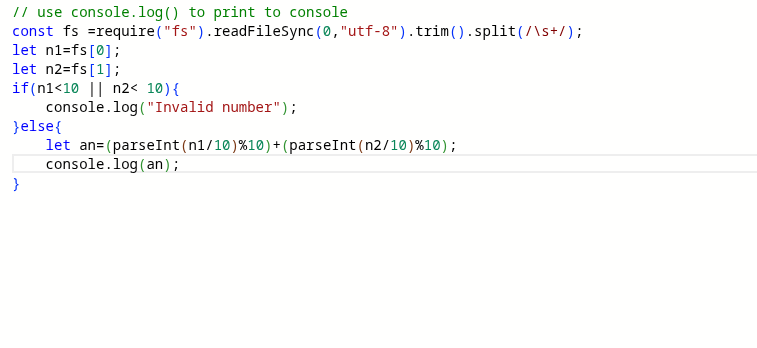 // use console.log() to print to console
const fs =require("fs").readFileSync(0,"utf-8").trim().split(/\s+/);
let n1=fs[0];
let n2=fs[1];
if(n1<10 || n2< 10){
    console.log("Invalid number");
}else{
    let an=(parseInt(n1/10)%10)+(parseInt(n2/10)%10);
    console.log(an);
}